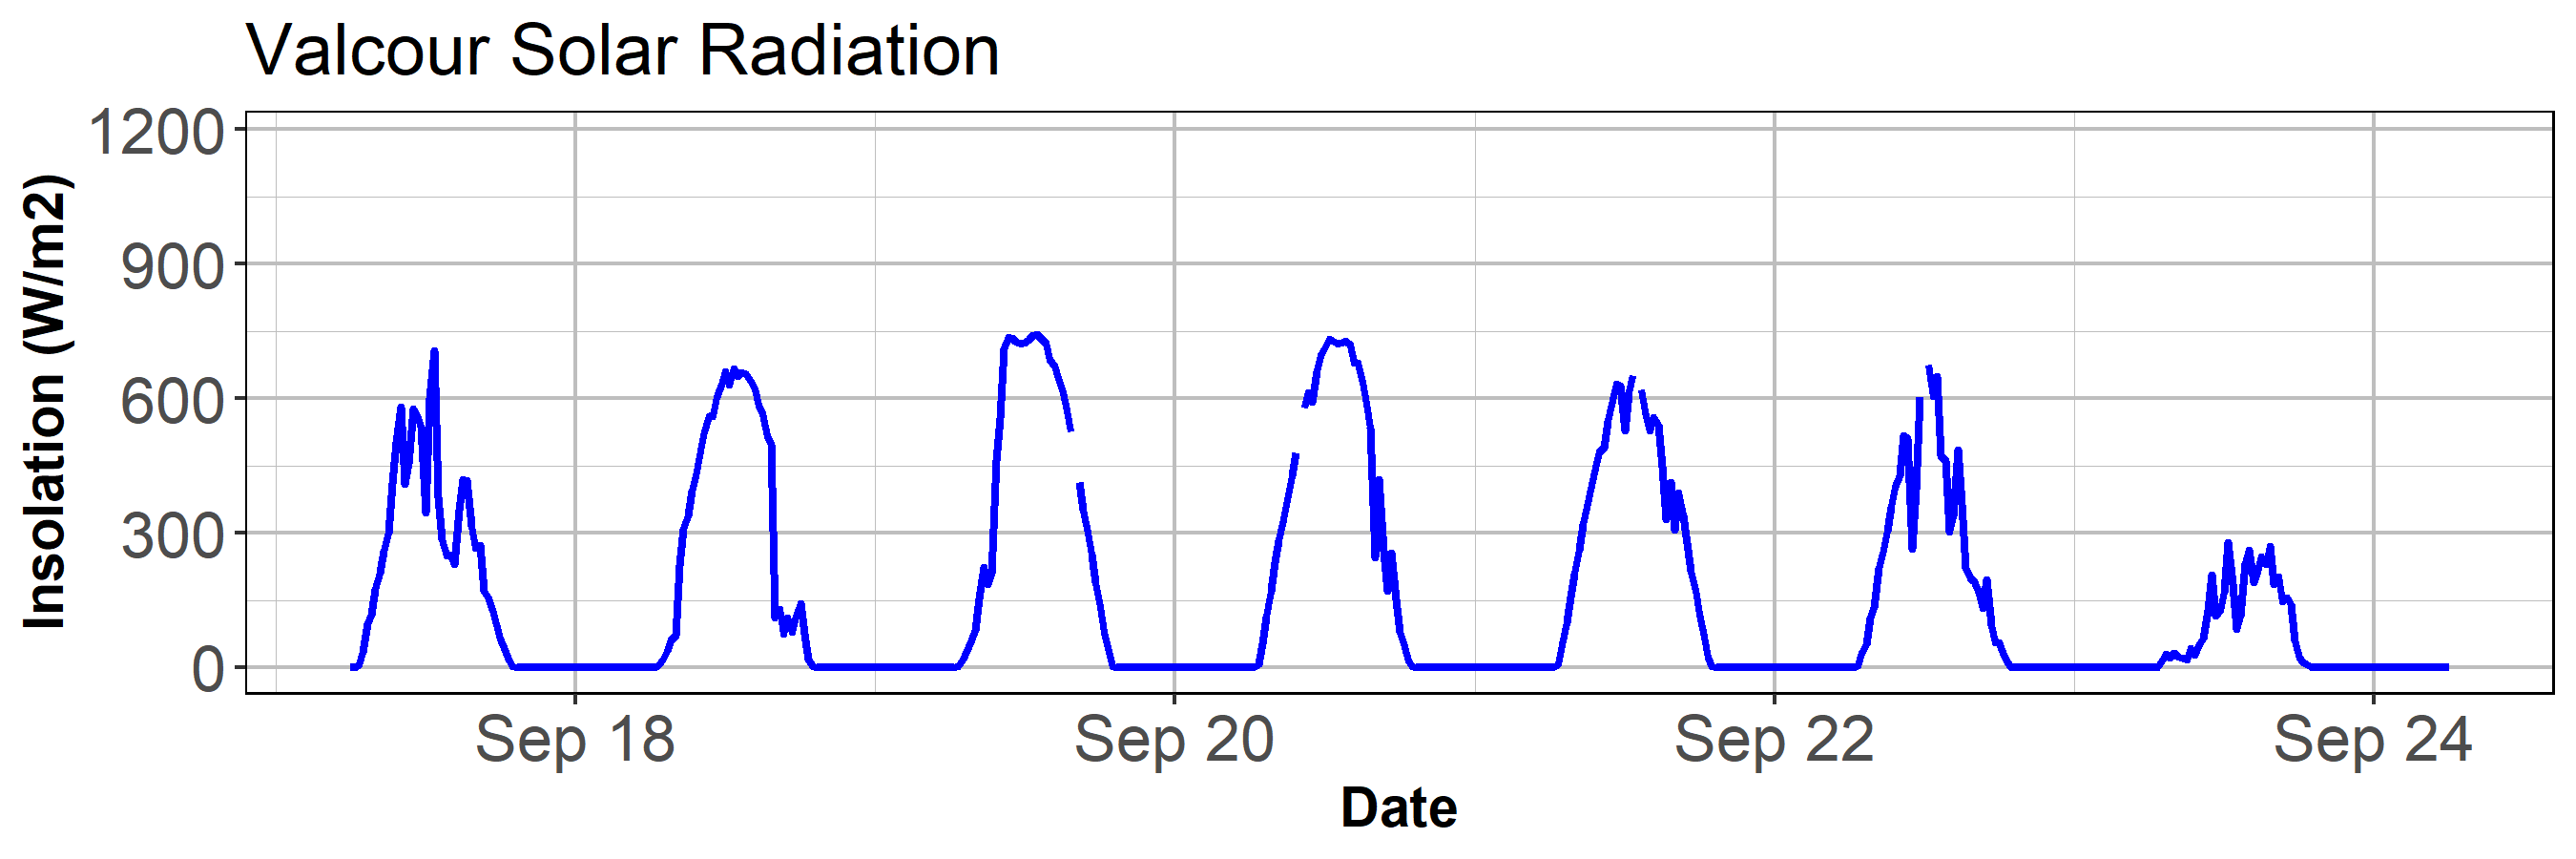 Valcour Solar Radiation
1200
900
600
300
0
Insolation (W/m2)
Sep 18 Sep 20 Sep 22 Sep 24
Date